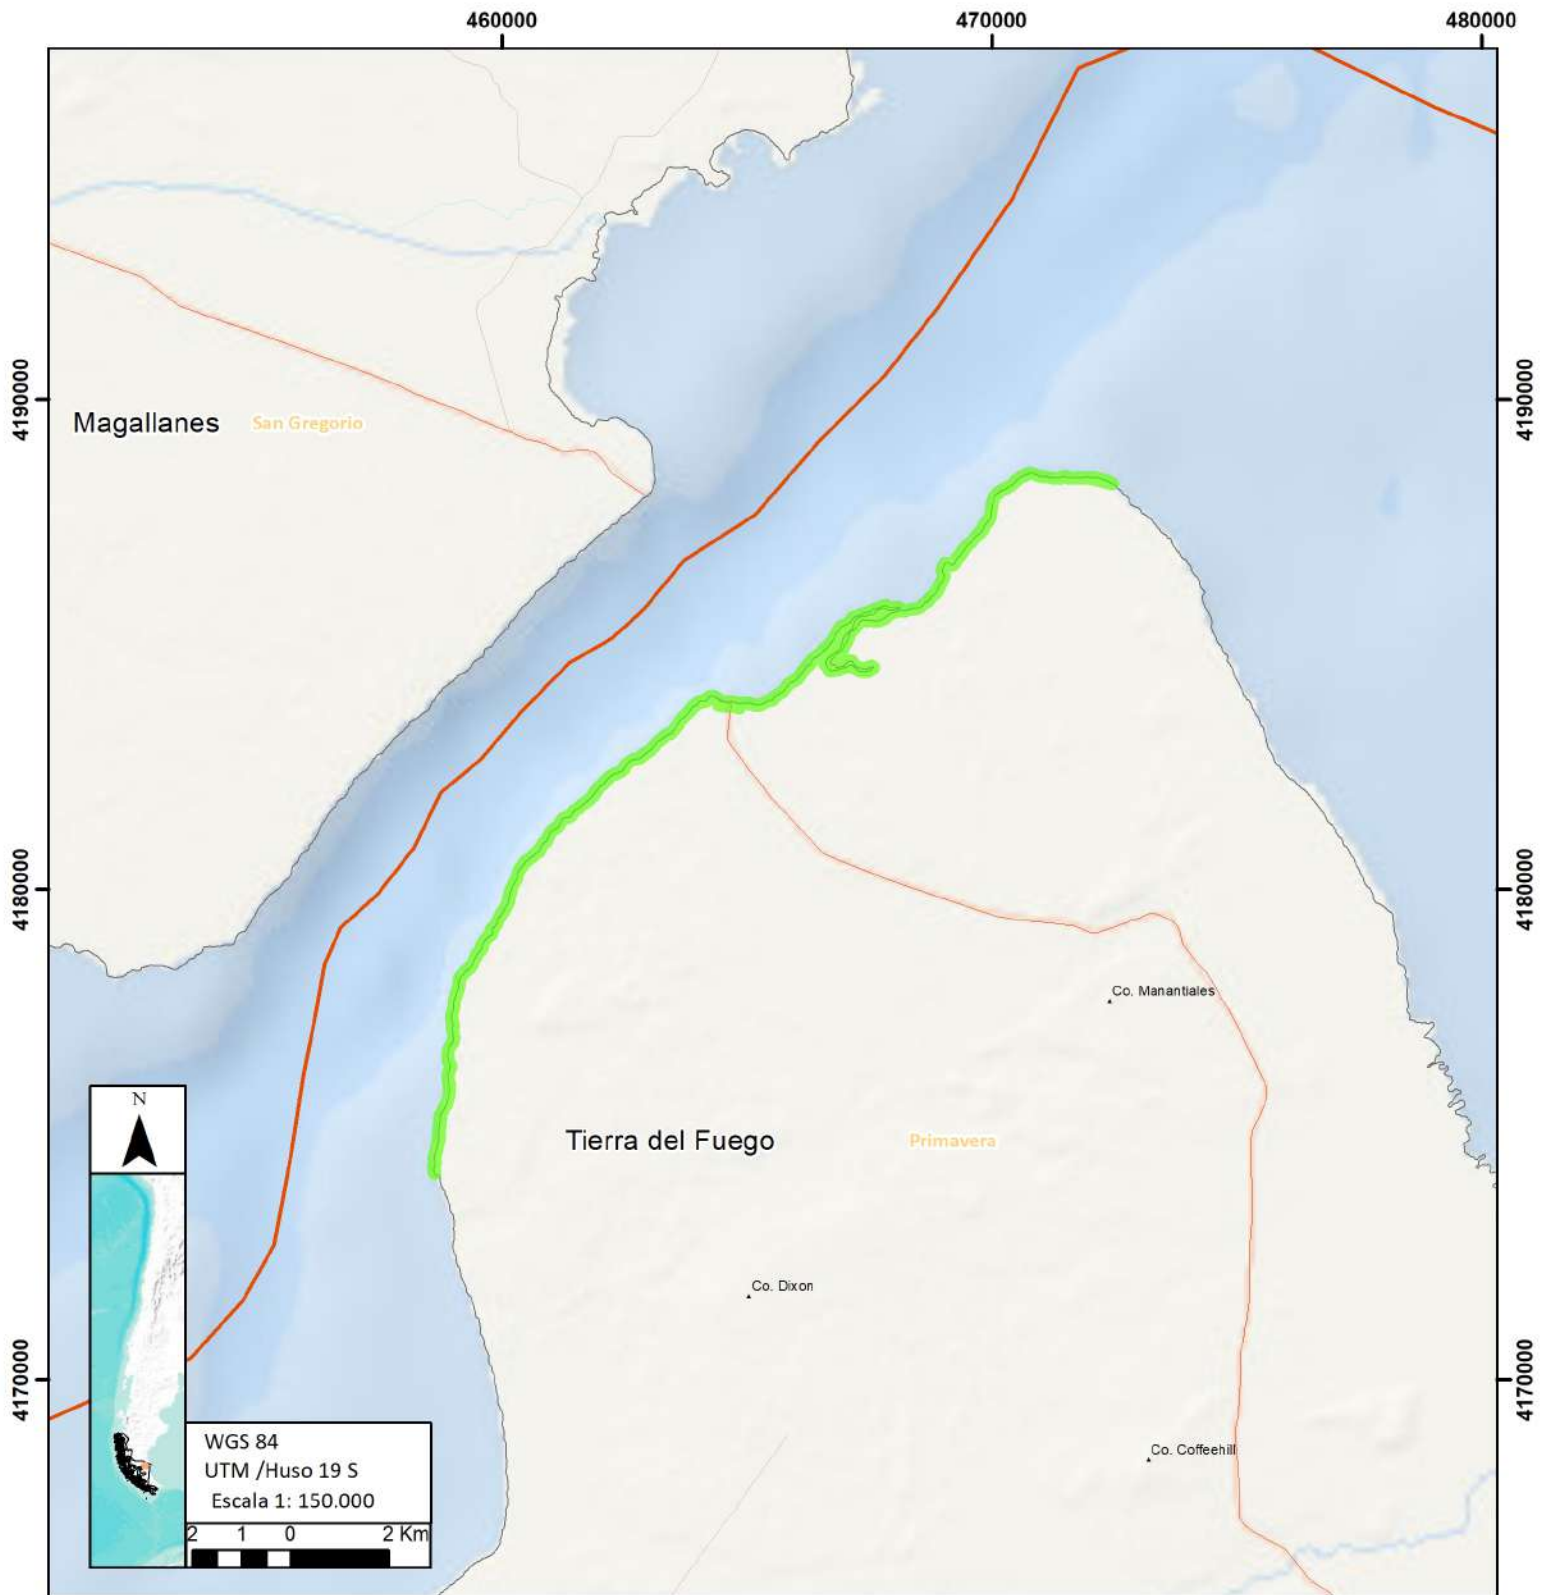 460000 470000 480000
4190000
4190000
Magallanes San Gregorio
4180000
4180000
Co. Manantiales
N
Tierra del Fuego Primavera
Co. Dixon
4170000
4170000
WGS 84
UTM /Huso 19 S
Escala 1: 150.000
2 1 0 2 Km
Co. Coffeehill